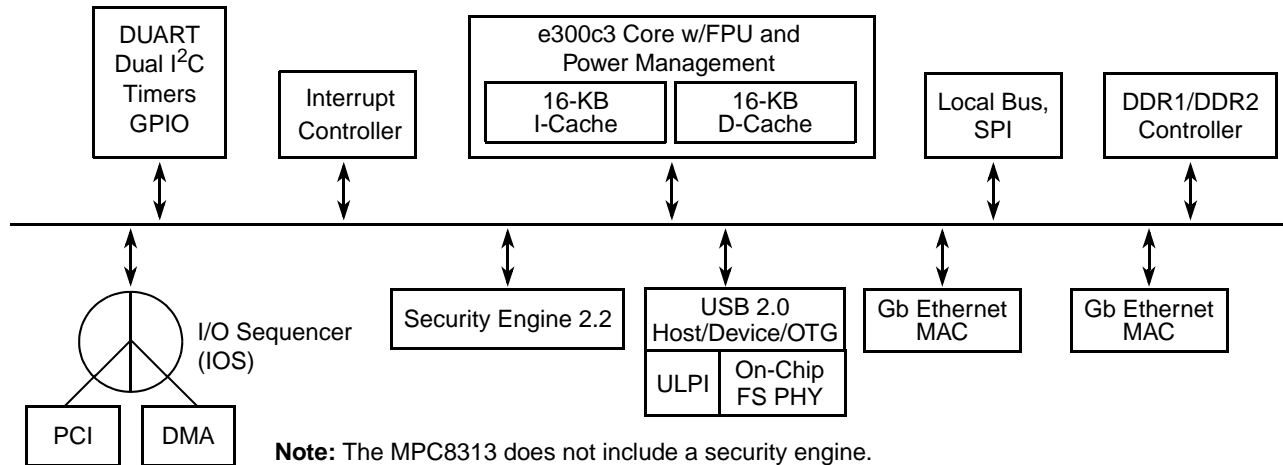 DUART
Dual I²C
Timers
GPIO
Interrupt
Controller
e300c3 Core w/FPU and
Power Management
16-KB
I-Cache
16-KB
D-Cache
Local Bus,
SPI
DDR1/DDR2
Controller
I/O Sequencer
(IOS)
PCI
DMA
Security Engine 2.2
USB 2.0
Host/Device/OTG
ULPI
On-Chip
FS PHY
Gb Ethernet
MAC
Gb Ethernet
MAC
Note: The MPC8313 does not include a security engine.